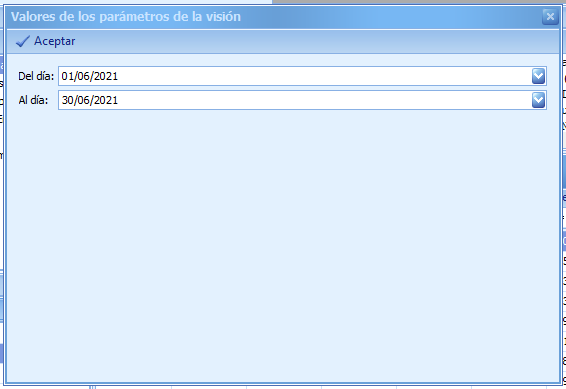 Valores de los parámetros de la visión
Aceptar
Del día: 01/06/2021
Al día: 30/06/2021